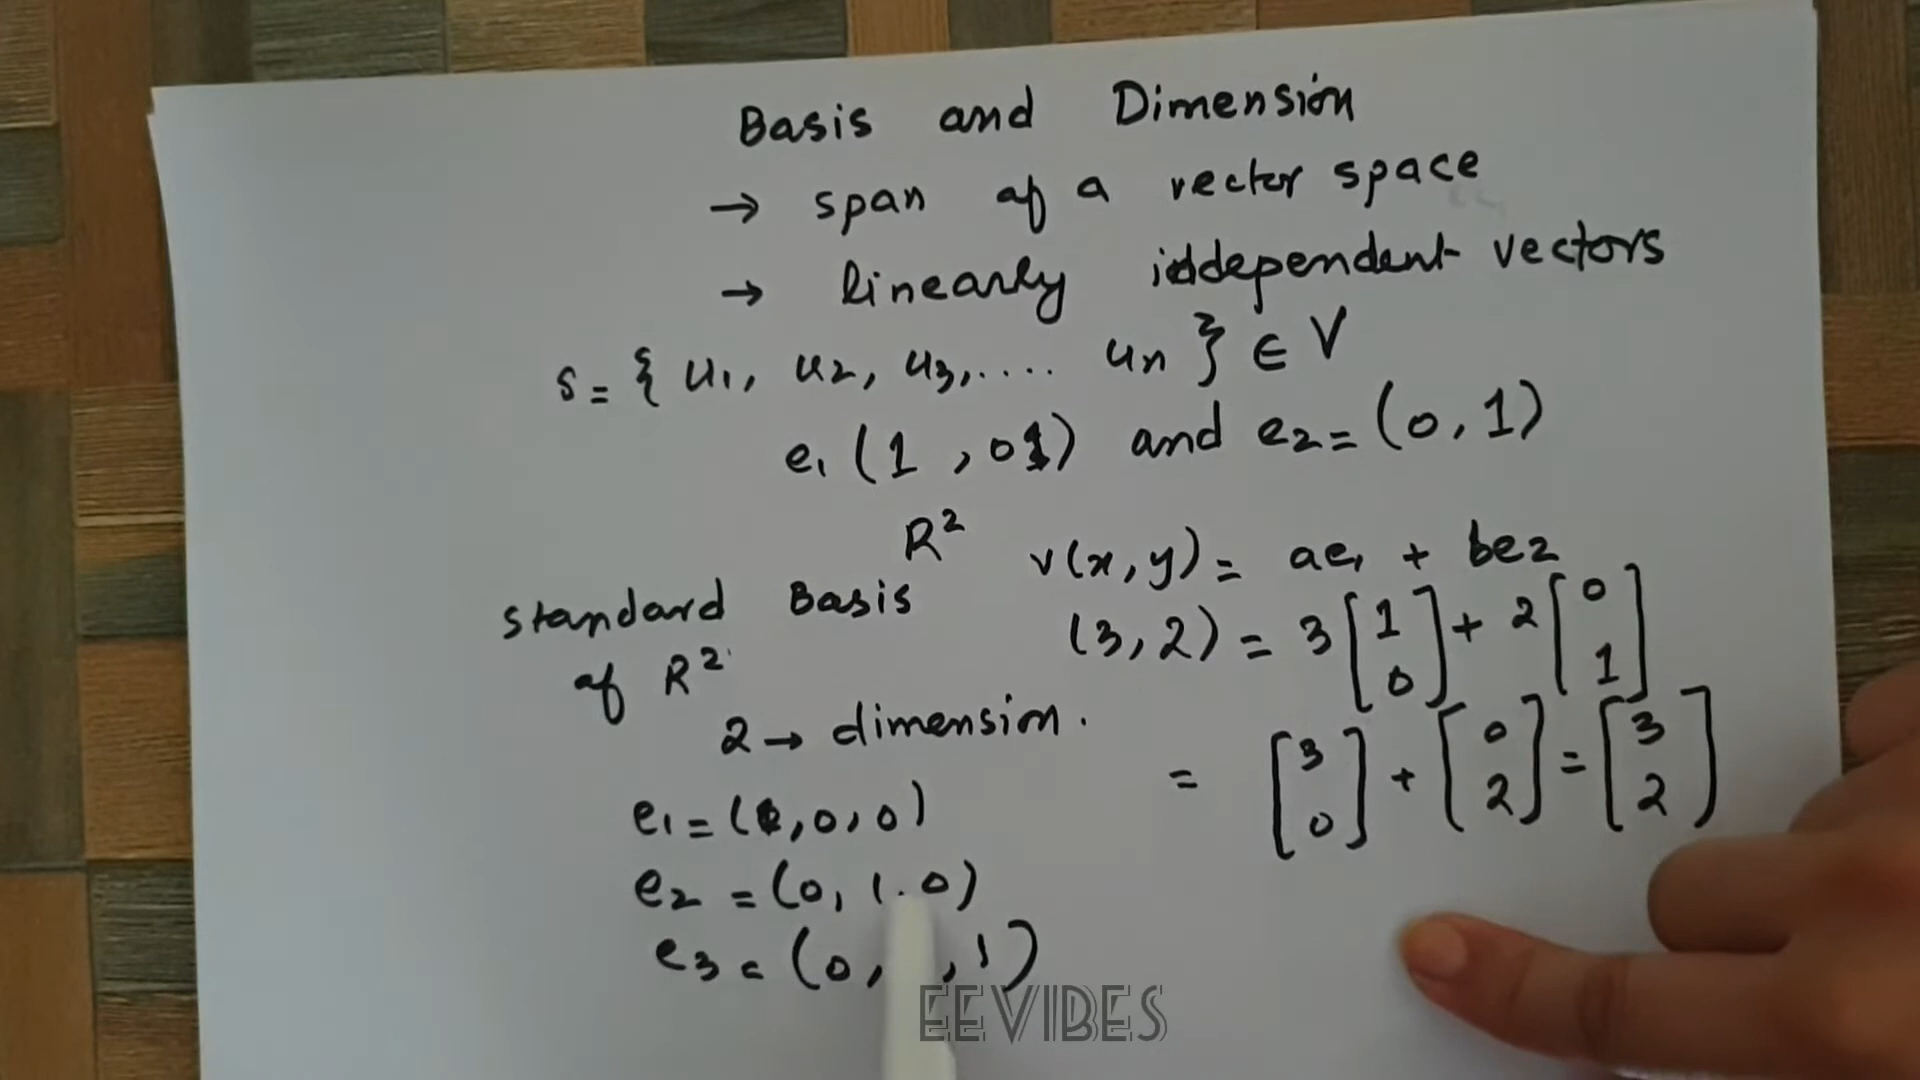 Basis and Dimension
→ span of a vector space
→ linearly iddependent vectors
S = { u1, u2, u3, .... un } ∈ V
e1 (1, 0) and e2 = (0, 1)
R²
v(x, y) = ae1 + be2
standard Basis
of R²
(3, 2) = 3 [1 0] + 2 [0 1]
2 → dimension.
= [3 0] + [0 2] = [3 2]
e1 = (1, 0, 0)
e2 = (0, 1, 0)
e3 = (0, , 1)
EEVIBES